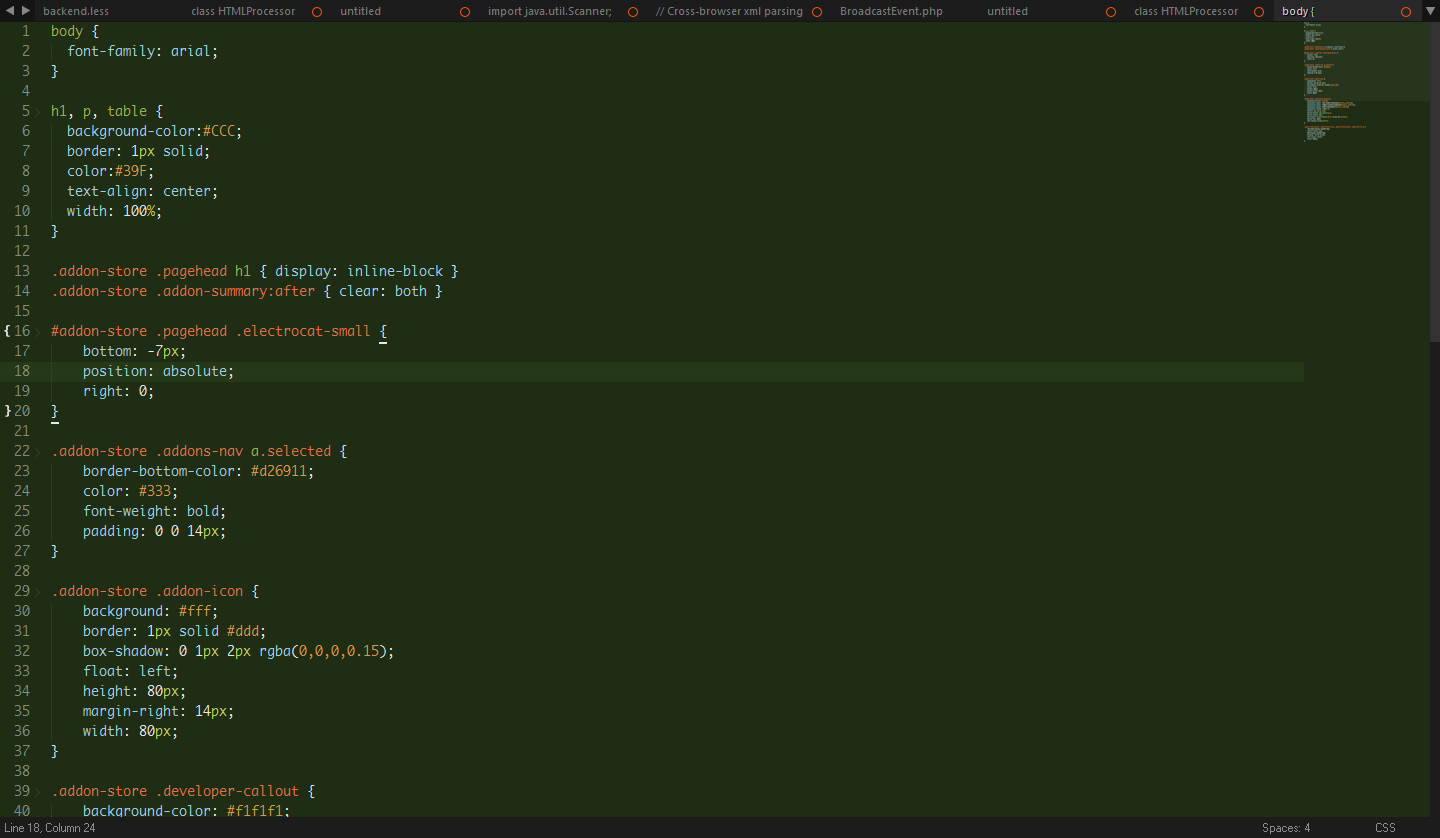 backend.less class HTMLProcessor untitled import java.util.Scanner; // Cross-browser xml parsing BroadcastEvent.php untitled class HTMLProcessor body {
1 body {
2 font-family: arial;
3 }
4
5 h1, p, table {
6 background-color:#CCC;
7 border: 1px solid;
8 color:#39F;
9 text-align: center;
10 width: 100%;
11 }
12
13 .addon-store .pagehead h1 { display: inline-block }
14 .addon-store .addon-summary:after { clear: both }
15
{ 16 #addon-store .pagehead .electrocat-small {
17 bottom: -7px;
18 position: absolute;
19 right: 0;
} 20 }
21
22 .addon-store .addons-nav a.selected {
23 border-bottom-color: #d26911;
24 color: #333;
25 font-weight: bold;
26 padding: 0 0 14px;
27 }
28
29 .addon-store .addon-icon {
30 background: #fff;
31 border: 1px solid #ddd;
32 box-shadow: 0 1px 2px rgba(0,0,0,0.15);
33 float: left;
34 height: 80px;
35 margin-right: 14px;
36 width: 80px;
37 }
38
39 .addon-store .developer-callout {
40 background-color: #f1f1f1;
Line 18, Column 24 Spaces: 4 CSS